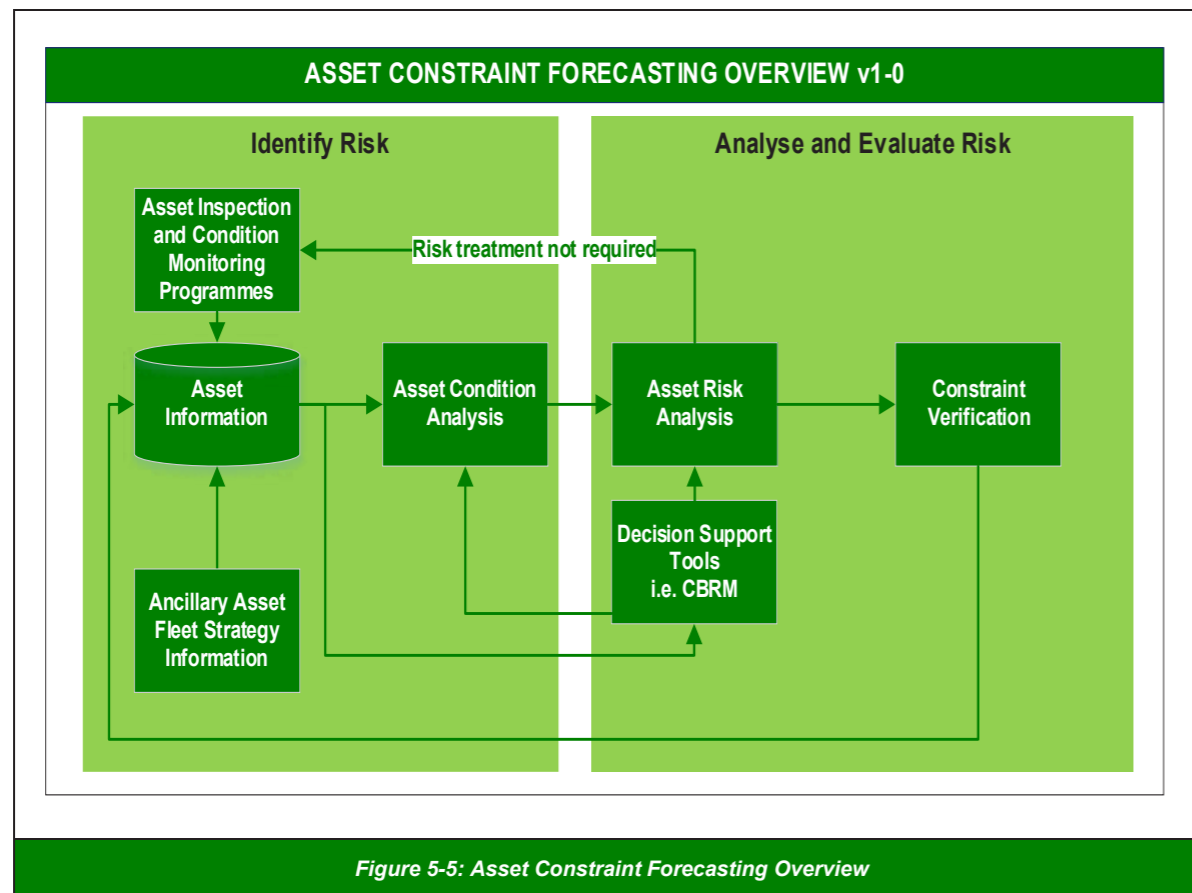 ASSET CONSTRAINT FORECASTING OVERVIEW v1-0
Identify Risk
Analyse and Evaluate Risk
Asset Inspection
and Condition
Monitoring
Programmes
Risk treatment not required
Asset
Information
Asset Condition
Analysis
Asset Risk
Analysis
Constraint
Verification
Decision Support
Tools
i.e. CBRM
Ancillary Asset
Fleet Strategy
Information
Figure 5-5: Asset Constraint Forecasting Overview